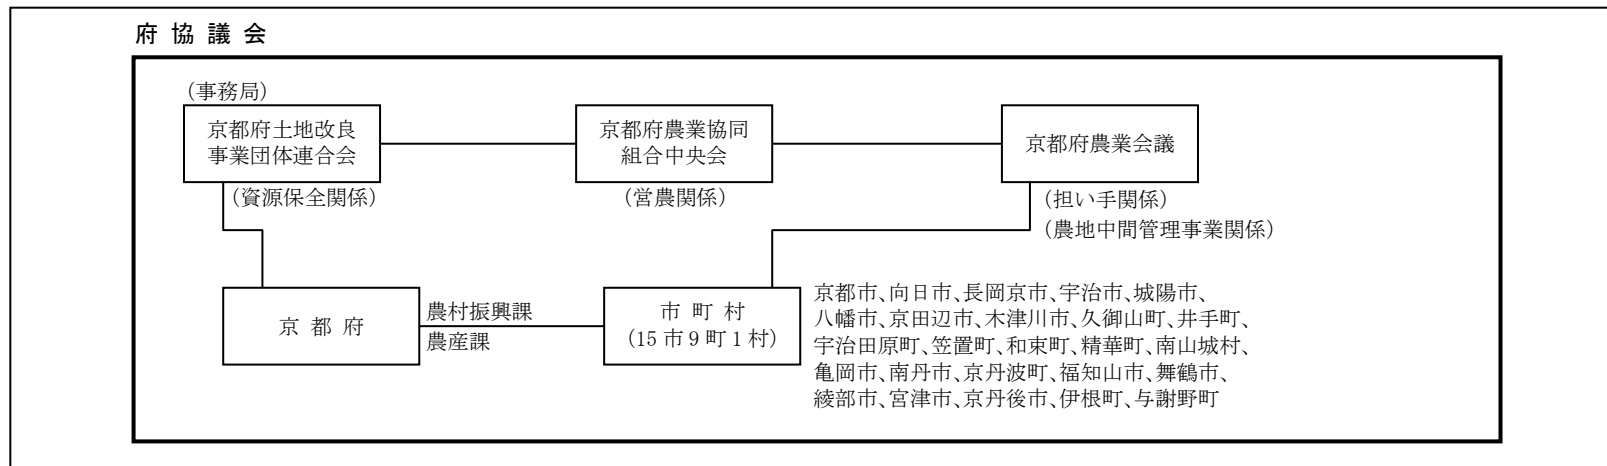 府協議会
(事務局)
京都府土地改良
事業団体連合会
(資源保全関係)
京都府農業協同
組合中央会
(営農関係)
京都府農業会議
(担い手関係)
(農地中間管理事業関係)
京都府
農村振興課
農産課
市町村
(15市9町1村)
京都市、向日市、長岡京市、宇治市、城陽市、
八幡市、京田辺市、木津川市、久御山町、井手町、
宇治田原町、笠置町、和束町、精華町、南山城村、
亀岡市、南丹市、京丹波町、福知山市、舞鶴市、
綾部市、宮津市、京丹後市、伊根町、与謝野町